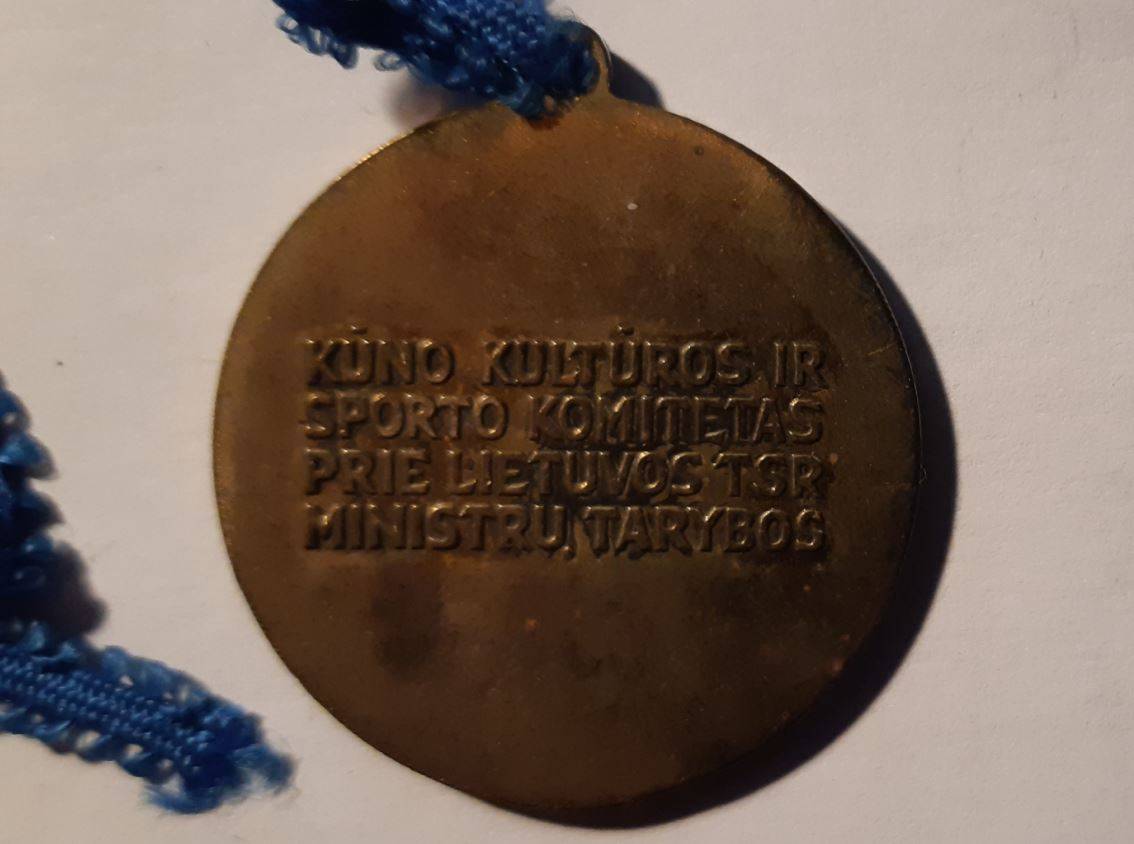 KŪNO KULTŪROS IR
SPORTO KOMITETAS
PRIE LIETUVOS TSR
MINISTRŲ TARYBOS